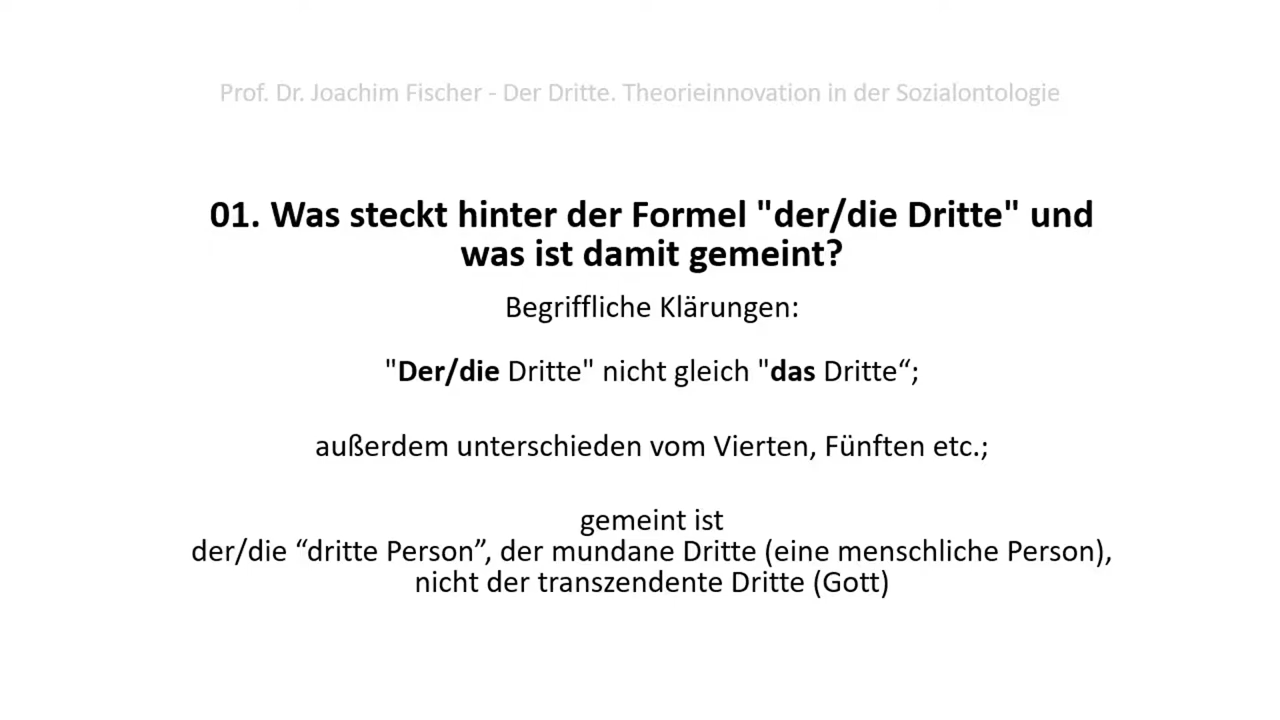 Prof. Dr. Joachim Fischer - Der Dritte. Theorieinnovation in der Sozialontologie
01. Was steckt hinter der Formel "der/die Dritte" und
was ist damit gemeint?
Begriffliche Klärungen:
"Der/die Dritte" nicht gleich "das Dritte“;
außerdem unterschieden vom Vierten, Fünften etc.;
gemeint ist
der/die “dritte Person”, der mundane Dritte (eine menschliche Person),
nicht der transzendente Dritte (Gott)